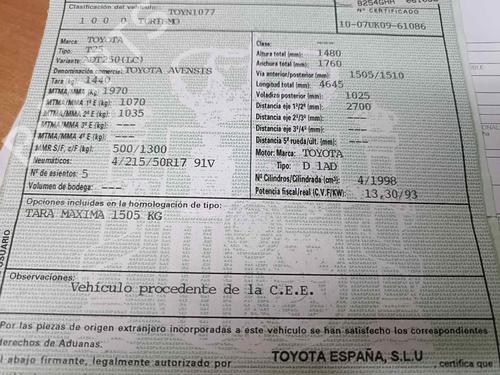 Clasificación del vehículo: TOYN1077
1 0 0 0 TURISMO
Nº CERTIFICADO
10-07UK09-61086
Marca: TOYOTA
Tipo: T25
Variante: ADT250(LC)
Denominación comercial: TOYOTA AVENSIS
Tara (kg): 1440
MTMA/MMA (kg): 1970
MTMA/MMA 1º E (kg): 1070
MTMA/MMA 2º E (kg): 1035
MTMA/MMA 3º E (kg): ---
MTMA/MMA 4º E (kg): ---
MMR S/F, c/F (kg): 500/1300
Neumaticos: 4/215/50R17 91V
Nº de asientos: 5
Volumen de bodega: ---
Clase: ---
Altura total (mm): 1480
Anchura total (mm): 1760
Vía anterior/posterior (mm): 1505/1510
Longitud total (mm): 4645
Voladizo posterior (mm): 1025
Distancia eje 1º/2º (mm): 2700
Distancia eje 2º/3º (mm): ---
Distancia eje 3º/4º (mm): ---
Distancia 5ª rueda/últ. (mm): ---
Motor: Marca: TOYOTA
Tipo: D 1AD
Nº Cilindros/Cilindrada (cm³): 4/1998
Potencia fiscal/real (C.V.F/KW): 13,30/93
Opciones incluidas en la homologación de tipo:
TARA MAXIMA 1505 KG
USUARIO
Observaciones:
Vehículo procedente de la C.E.E.
Por las piezas de origen extranjero incorporadas a este vehículo se han satisfecho los correspondientes
derechos de Aduanas.
El abajo firmante, legalmente autorizado por TOYOTA ESPAÑA, S.L.U , certifica que